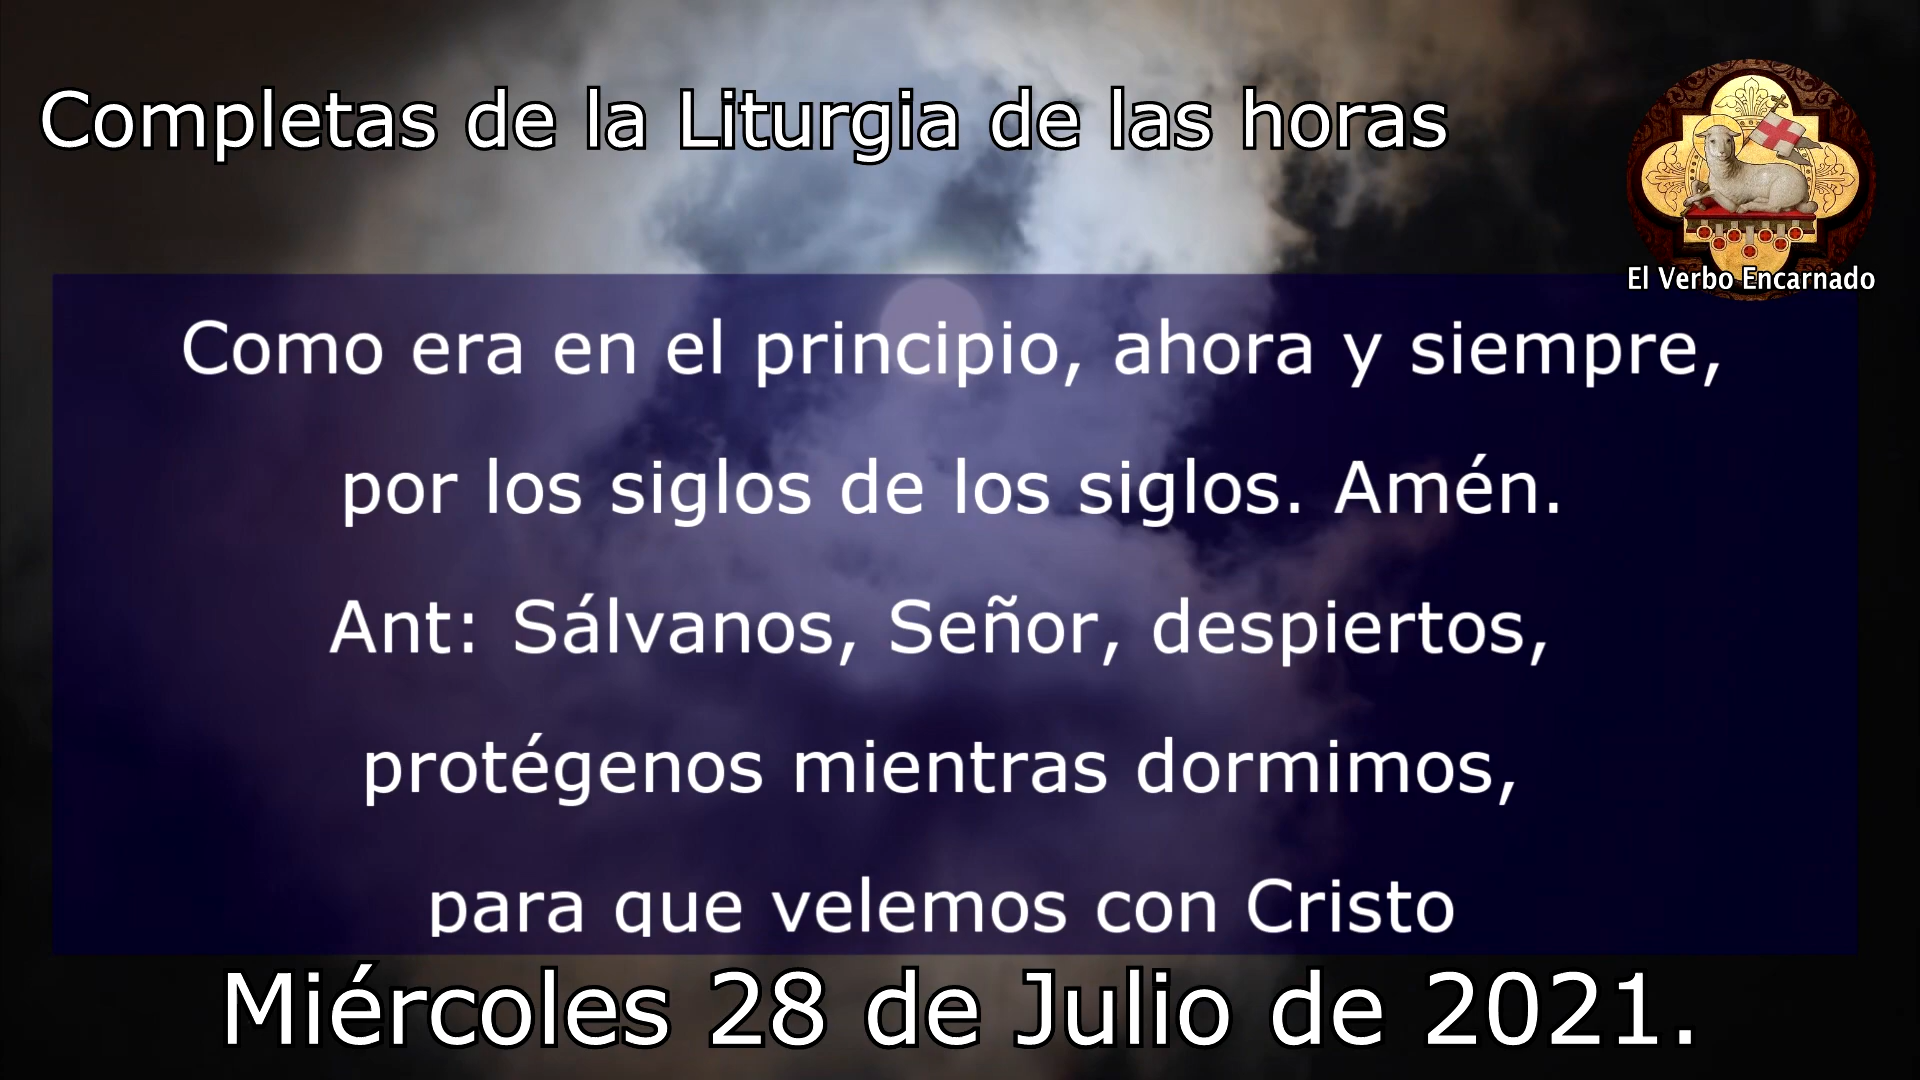 Completas de la Liturgia de las horas
El Verbo Encarnado
Como era en el principio, ahora y siempre,
por los siglos de los siglos. Amén.
Ant: Sálvanos, Señor, despiertos,
protégenos mientras dormimos,
para que velemos con Cristo
Miércoles 28 de Julio de 2021.